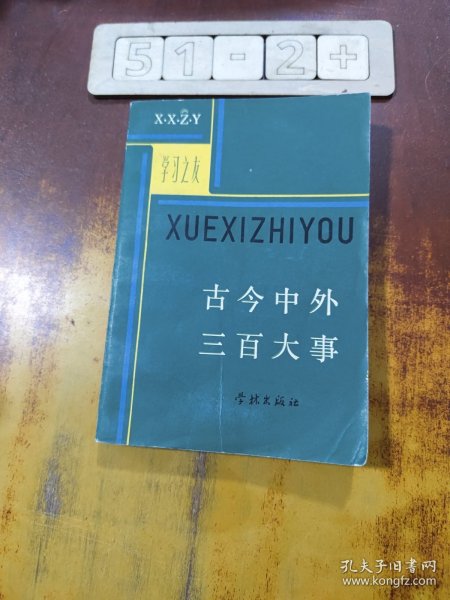 51-2+
X·X·Z·Y
学习之友
XUEXIZHIYOU
古今中外
三百大事
学林出版社
孔夫子旧书网
www.kongfz.com